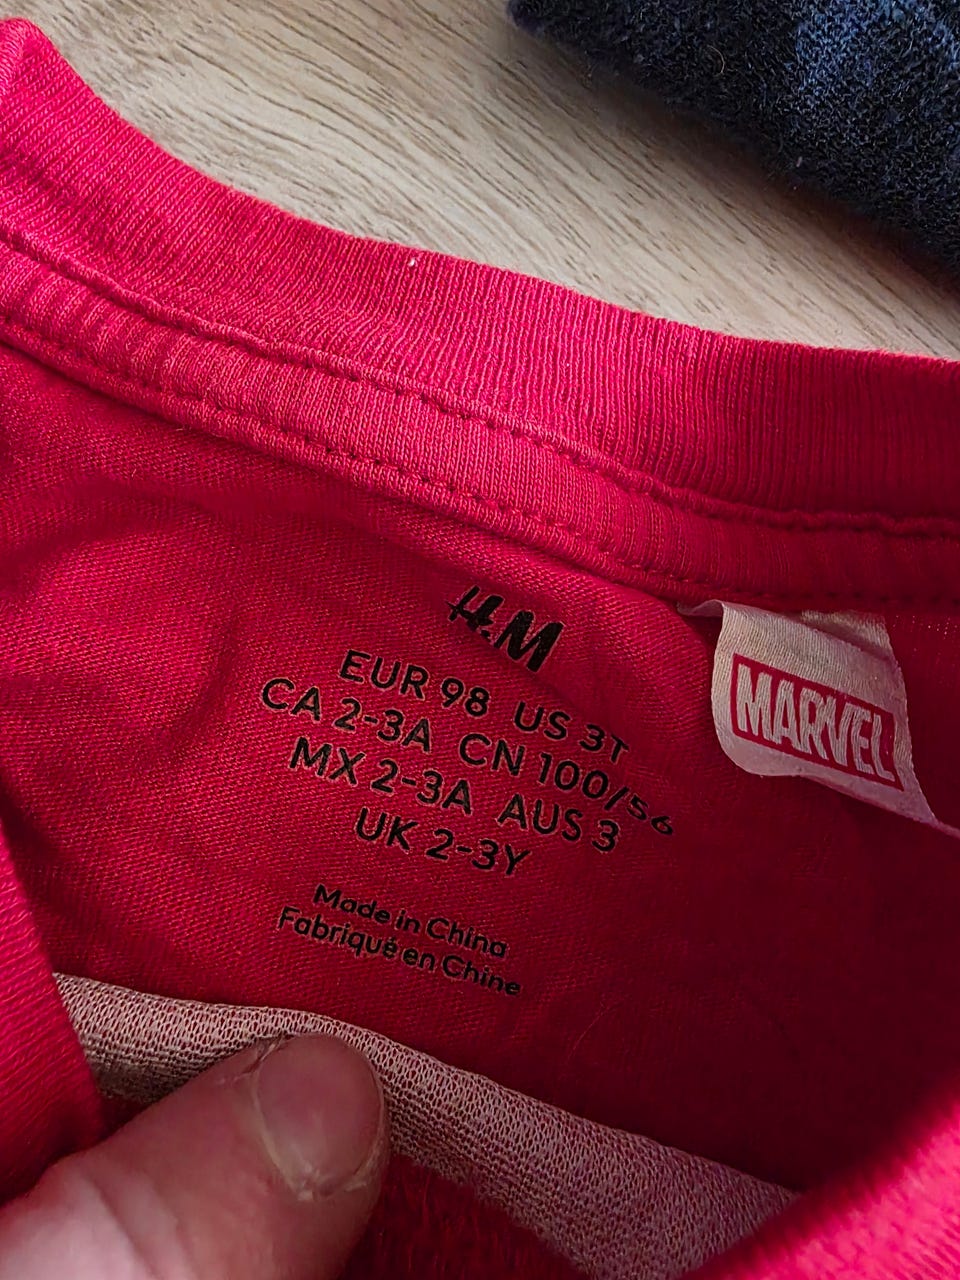 H&M
EUR 98 US 3T
CA 2-3A CN 100/56
MX 2-3A AUS 3
UK 2-3Y
Made in China
Fabriqué en Chine
MARVEL